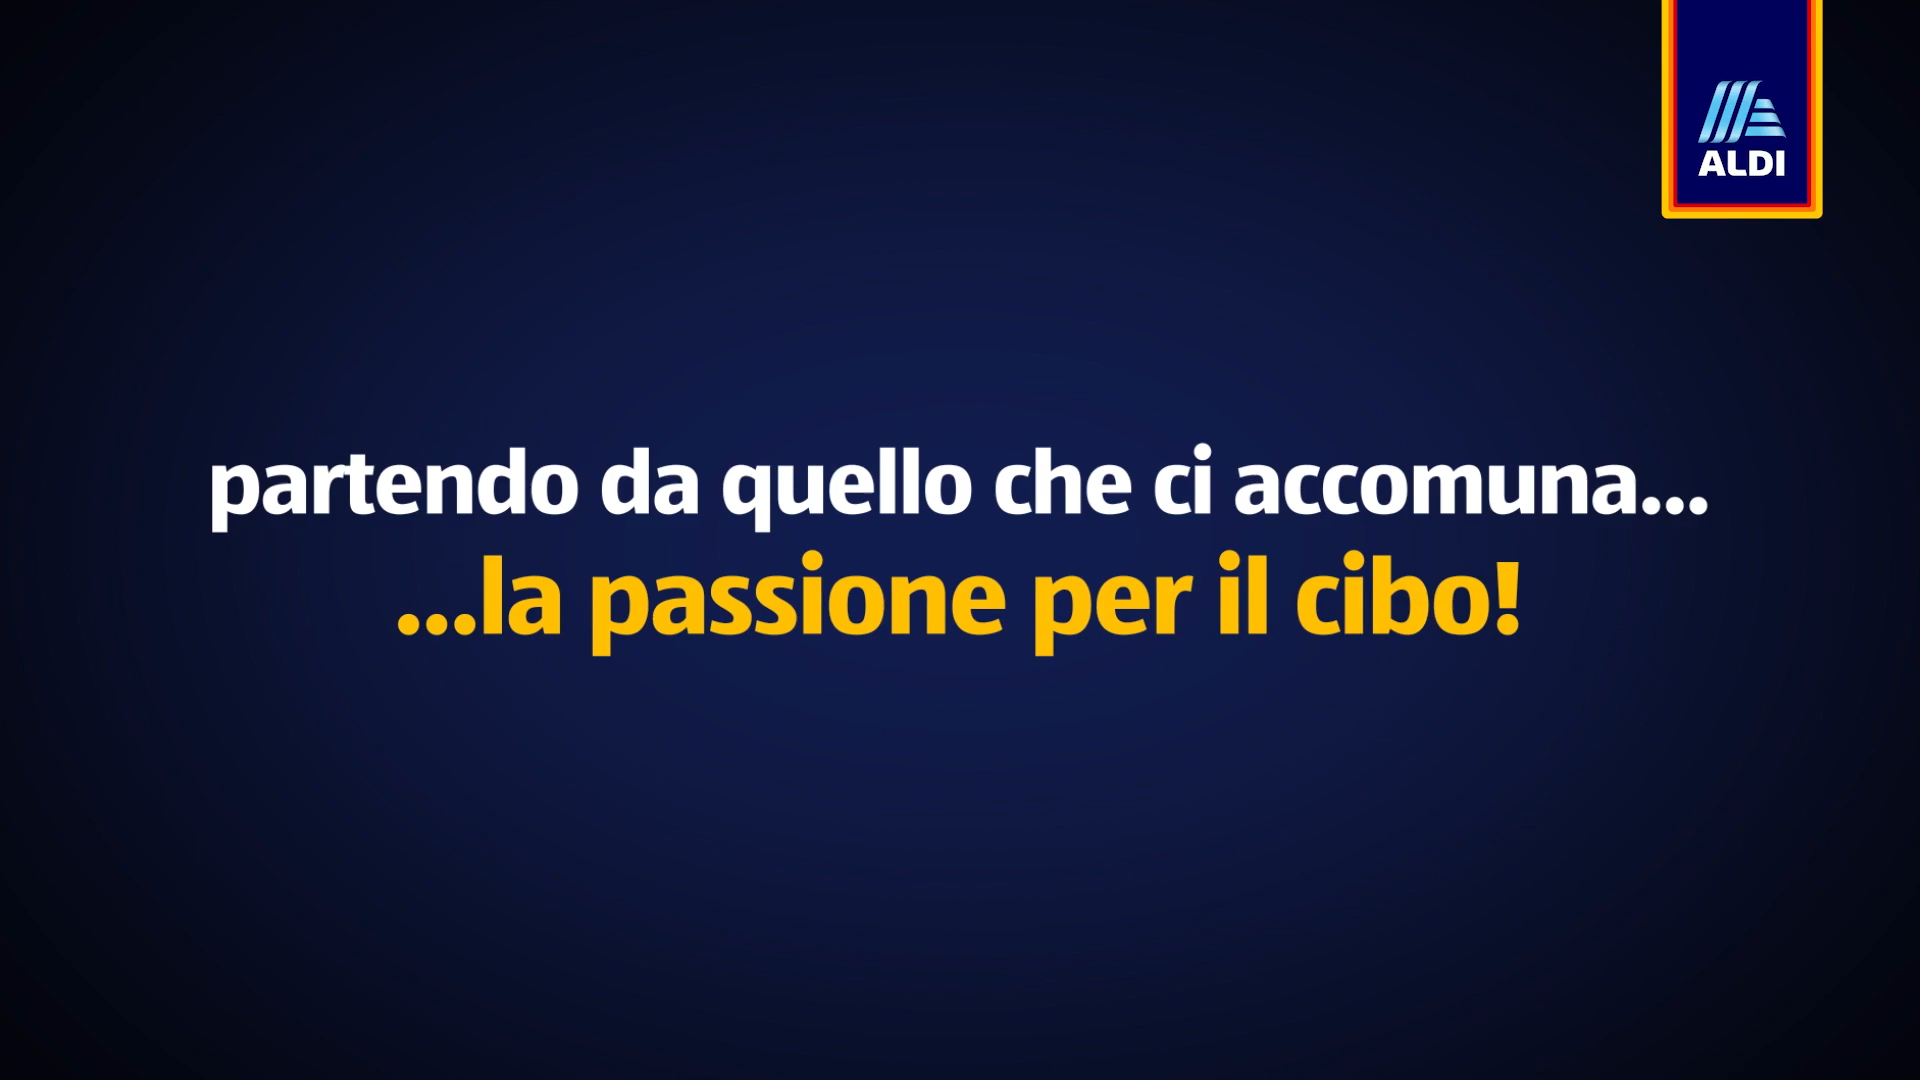 ALDI
partendo da quello che ci accomuna...
...la passione per il cibo!